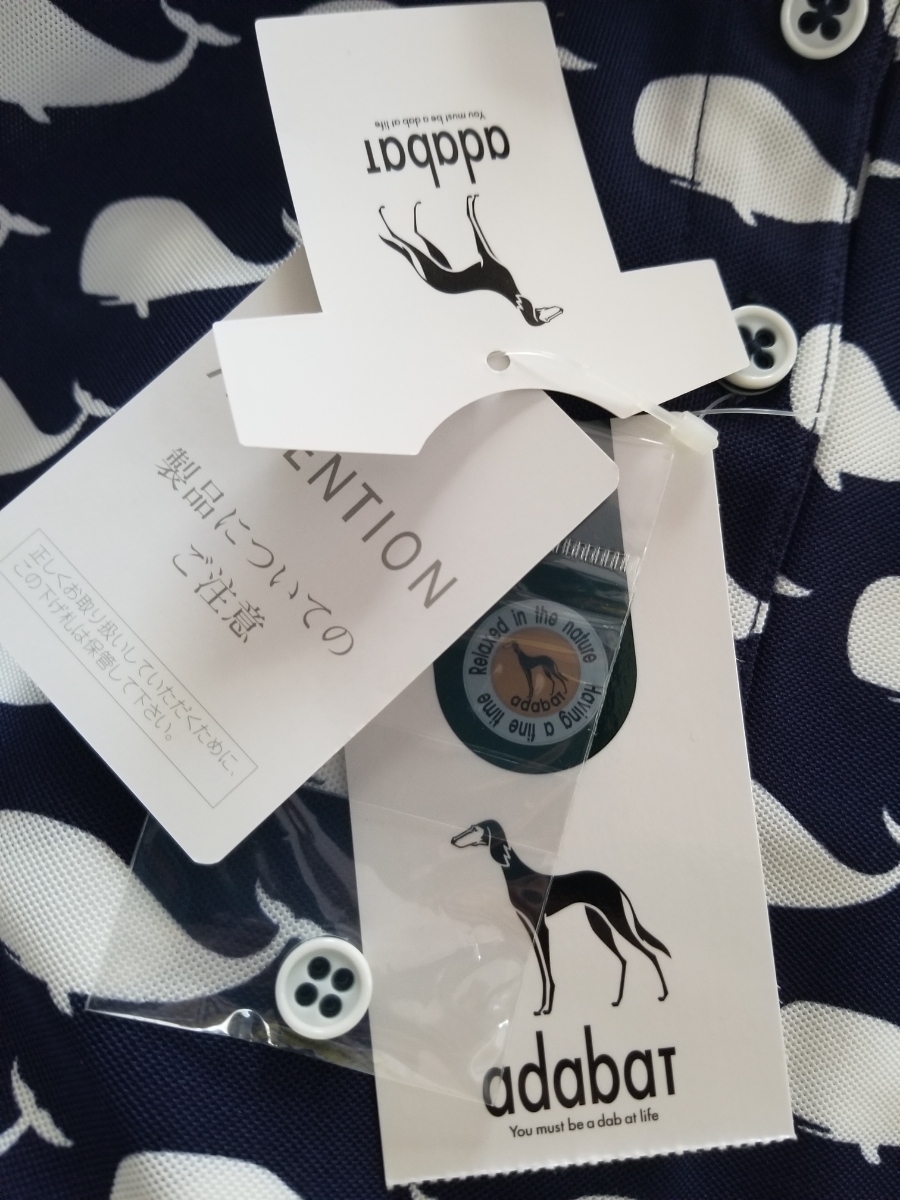 adabaT
You must be a dab at life
ENTION
製品についての
ご注意
正しくお取り扱いしていただくために、
この下げ札は保管して下さい。
Relaxed in the nature
Having a fine time
adabaT
adabaT
You must be a dab at life